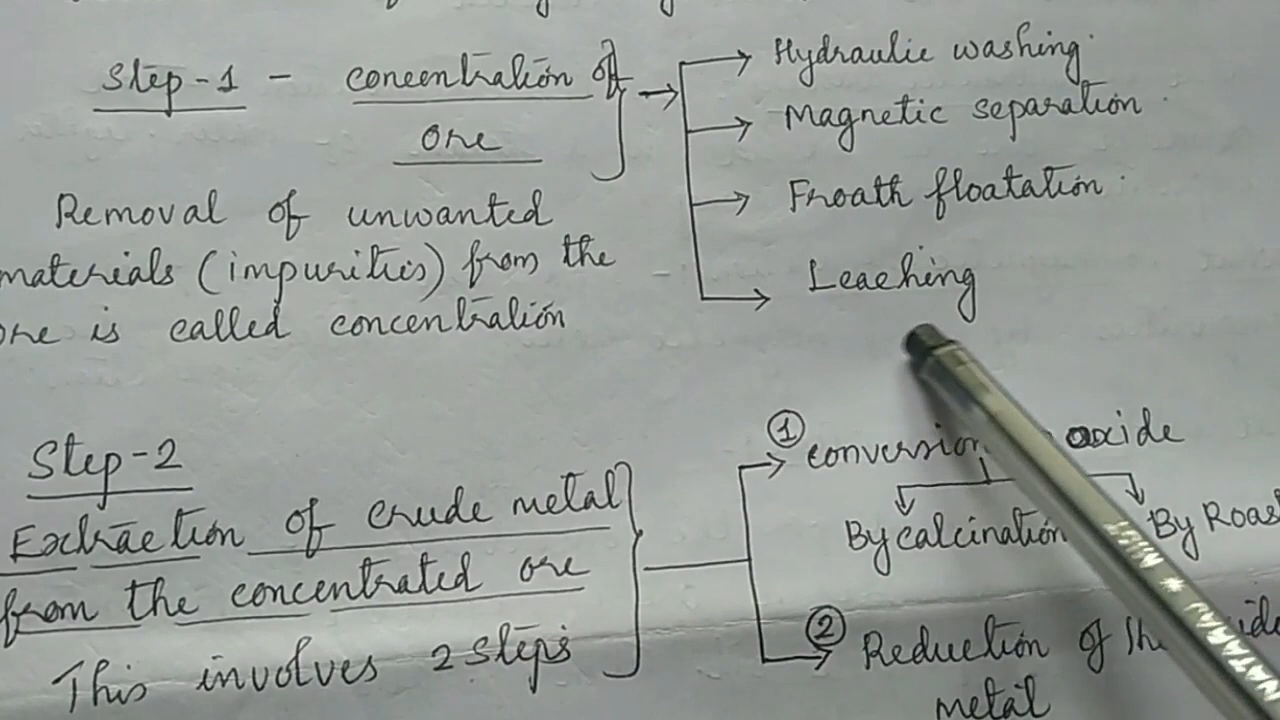 Step-1 - concentration of
ore
Hydraulic washing
Magnetic separation
Froath floatation
Leaching
Removal of unwanted
materials (impurities) from the
ore is called concentration
Step-2
Extraction of crude metal
from the concentrated ore
This involves 2 steps
① conversion oxide
By calcination
By Roas
② Reduction of the
metal
NATARAJ